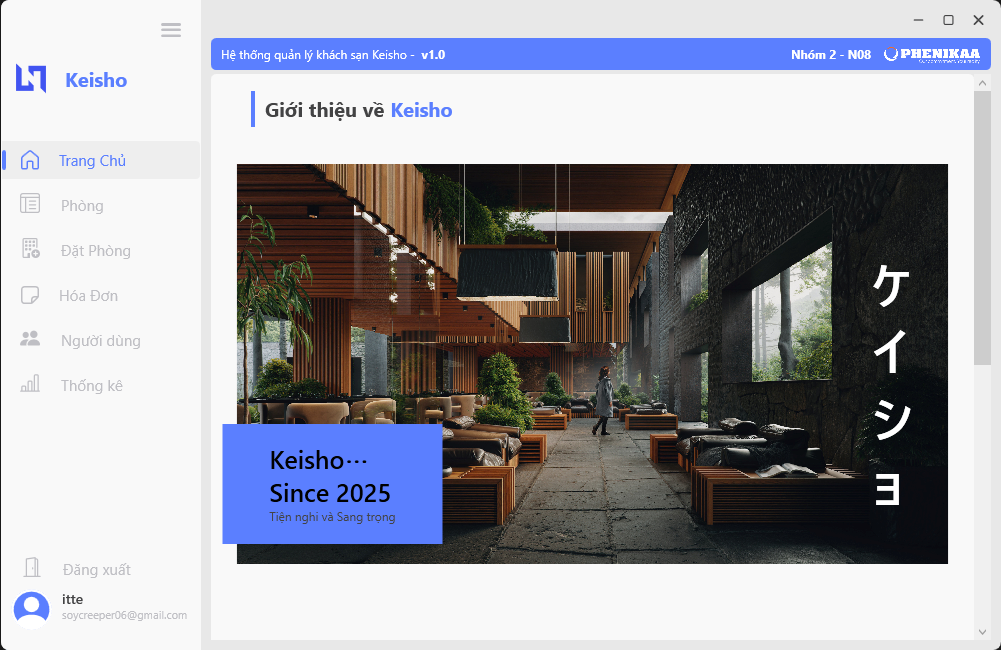 Keisho
Trang Chủ
Phòng
Đặt Phòng
Hóa Đơn
Người dùng
Thống kê
Đăng xuất
itte
soycreeper06@gmail.com
Hệ thống quản lý khách sạn Keisho - v1.0
Nhóm 2 - N08
PHENIKAA
Giới thiệu về Keisho
ケイショ
Keisho⋯
Since 2025
Tiện nghi và Sang trọng